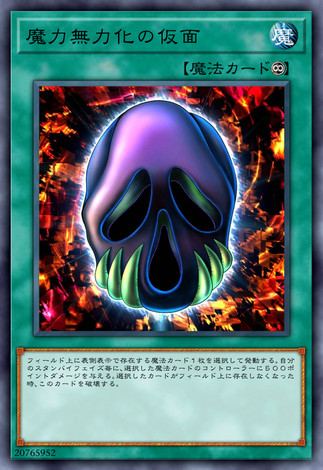 魔力無力化の仮面
魔
【魔法カード♾】
フィールド上に表側表示で存在する魔法カード1枚を選択して発動する。自分
のスタンバイフェイズ毎に、選択した魔法カードのコントローラーに500ポイ
ントダメージを与える。選択したカードがフィールド上に存在しなくなった
時、このカードを破壊する。
20765952